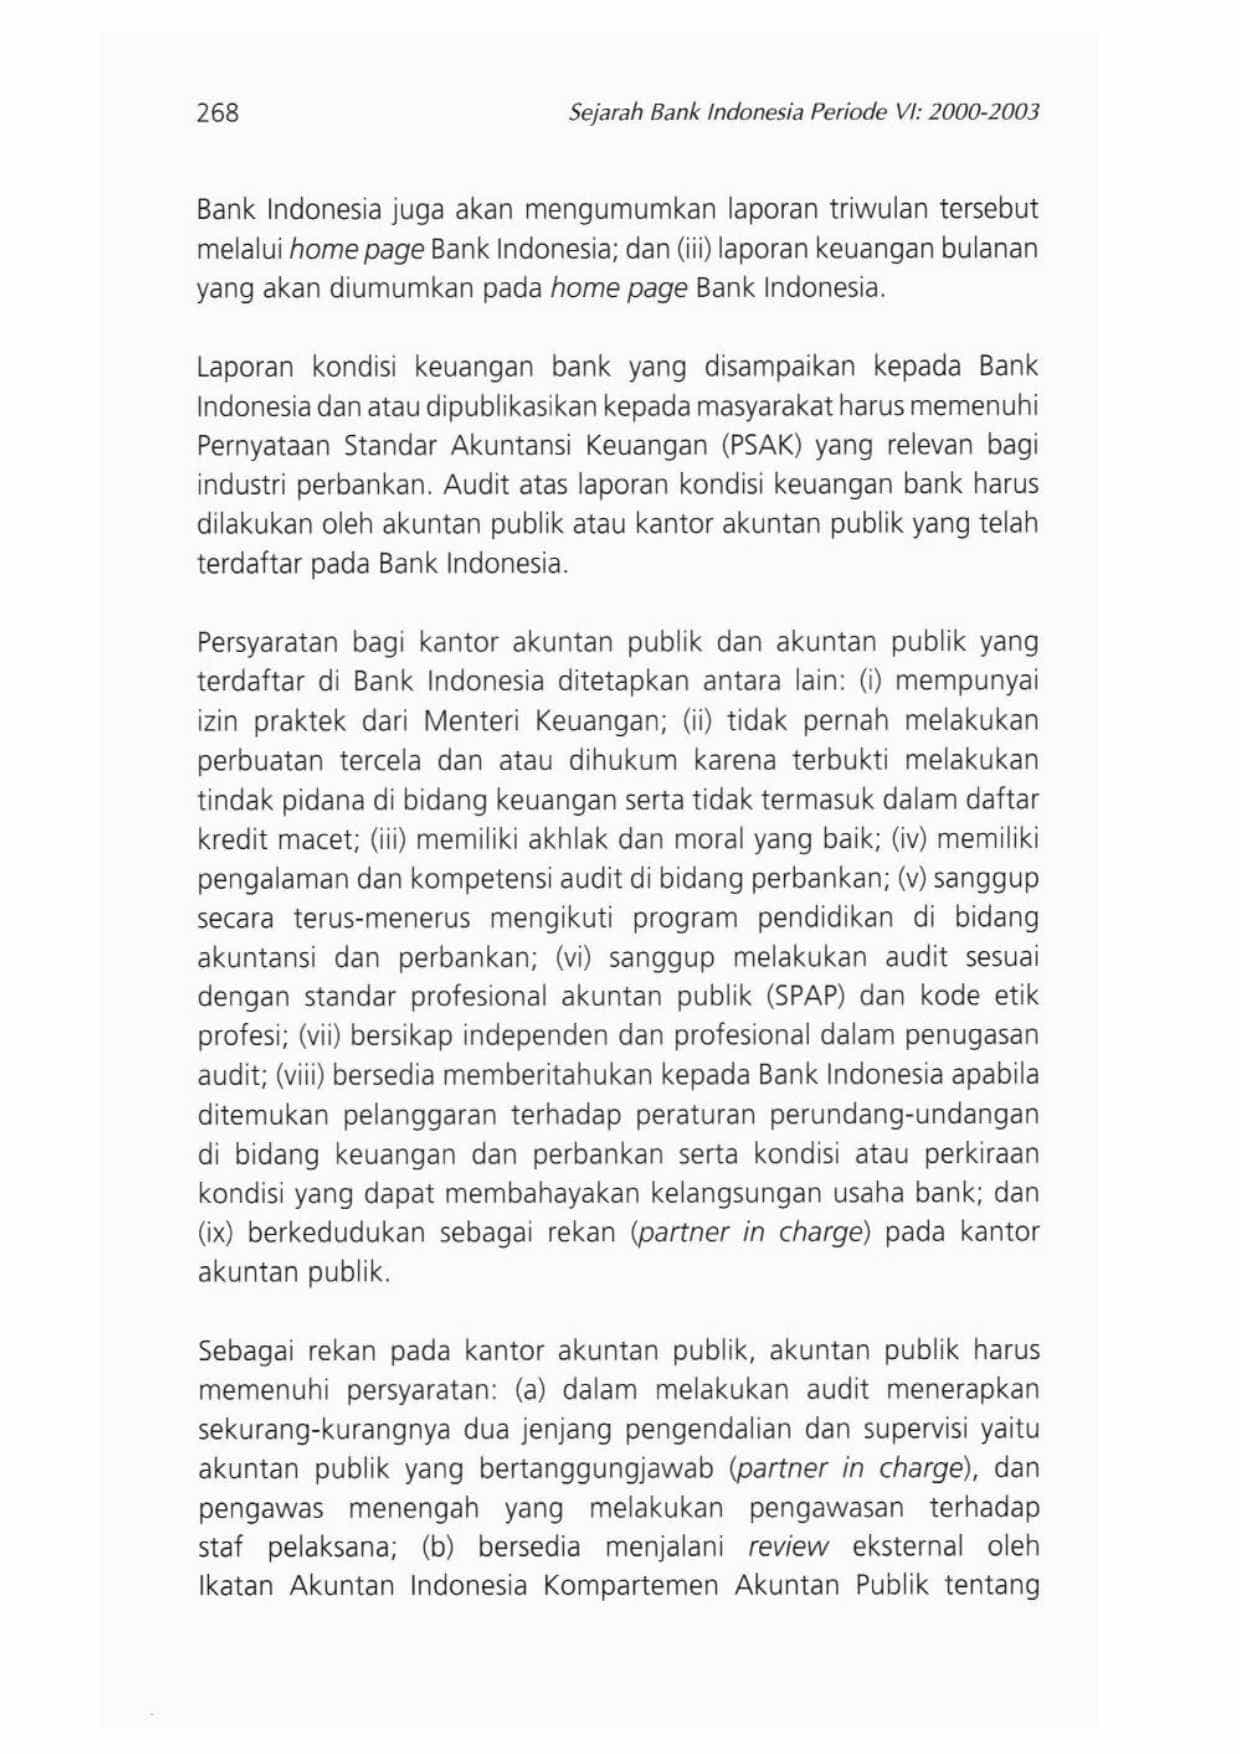 268
Sejarah Bank Indonesia Periode VI: 2000-2003
Bank Indonesia juga akan mengumumkan laporan triwulan tersebut
melalui home page Bank Indonesia; dan (iii) laporan keuangan bulanan
yang akan diumumkan pada home page Bank Indonesia.
Laporan kondisi keuangan bank yang disampaikan kepada Bank
Indonesia dan atau dipublikasikan kepada masyarakat harus memenuhi
Pernyataan Standar Akuntansi Keuangan (PSAK) yang relevan bagi
industri perbankan. Audit atas laporan kondisi keuangan bank harus
dilakukan oleh akuntan publik atau kantor akuntan publik yang telah
terdaftar pada Bank Indonesia.
Persyaratan bagi kantor akuntan publik dan akuntan publik yang
terdaftar di Bank Indonesia ditetapkan antara lain: (i) mempunyai
izin praktek dari Menteri Keuangan; (ii) tidak pernah melakukan
perbuatan tercela dan atau dihukum karena terbukti melakukan
tindak pidana di bidang keuangan serta tidak termasuk dalam daftar
kredit macet; (iii) memiliki akhlak dan moral yang baik; (iv) memiliki
pengalaman dan kompetensi audit di bidang perbankan; (v) sanggup
secara terus-menerus mengikuti program pendidikan di bidang
akuntansi dan perbankan; (vi) sanggup melakukan audit sesuai
dengan standar profesional akuntan publik (SPAP) dan kode etik
profesi; (vii) bersikap independen dan profesional dalam penugasan
audit; (viii) bersedia memberitahukan kepada Bank Indonesia apabila
ditemukan pelanggaran terhadap peraturan perundang-undangan
di bidang keuangan dan perbankan serta kondisi atau perkiraan
kondisi yang dapat membahayakan kelangsungan usaha bank; dan
(ix) berkedudukan sebagai rekan (partner in charge) pada kantor
akuntan publik.
Sebagai rekan pada kantor akuntan publik, akuntan publik harus
memenuhi persyaratan: (a) dalam melakukan audit menerapkan
sekurang-kurangnya dua jenjang pengendalian dan supervisi yaitu
akuntan publik yang bertanggungjawab (partner in charge), dan
pengawas menengah yang melakukan pengawasan terhadap
staf pelaksana; (b) bersedia menjalani review eksternal oleh
Ikatan Akuntan Indonesia Kompartemen Akuntan Publik tentang